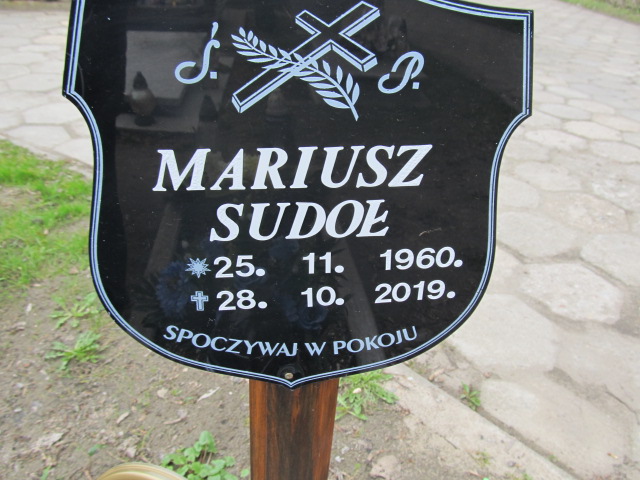 Ś. P.
MARIUSZ
SUDOŁ
25. 11. 1960.
28. 10. 2019.
SPOCZYWAJ W POKOJU